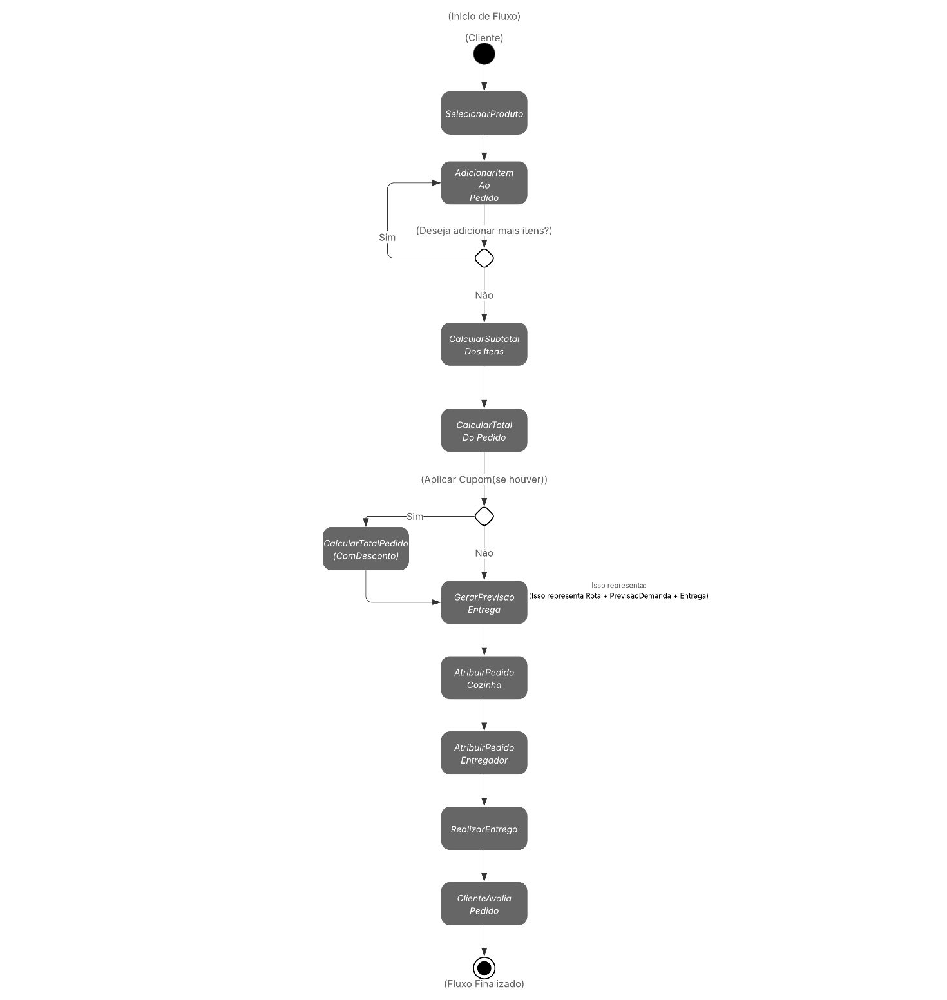 (Inicio de Fluxo)
(Cliente)
SelecionarProduto
AdicionarItem
Ao
Pedido
(Deseja adicionar mais itens?)
Sim
Não
CalcularSubtotal
Dos Itens
CalcularTotal
Do Pedido
(Aplicar Cupom(se houver))
Sim
CalcularTotalPedido
(ComDesconto)
Não
GerarPrevisao
Entrega
Isso representa:
(Isso representa Rota + PrevisãoDemanda + Entrega)
AtribuirPedido
Cozinha
AtribuirPedido
Entregador
RealizarEntrega
ClienteAvalia
Pedido
(Fluxo Finalizado)